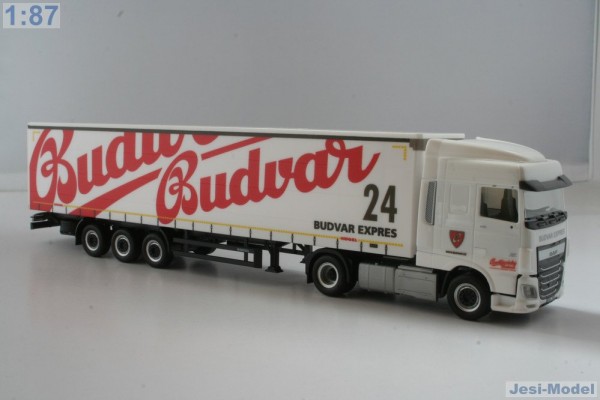 1:87
Budvar
Budvar
24
BUDVAR EXPRES
Jesi-Model